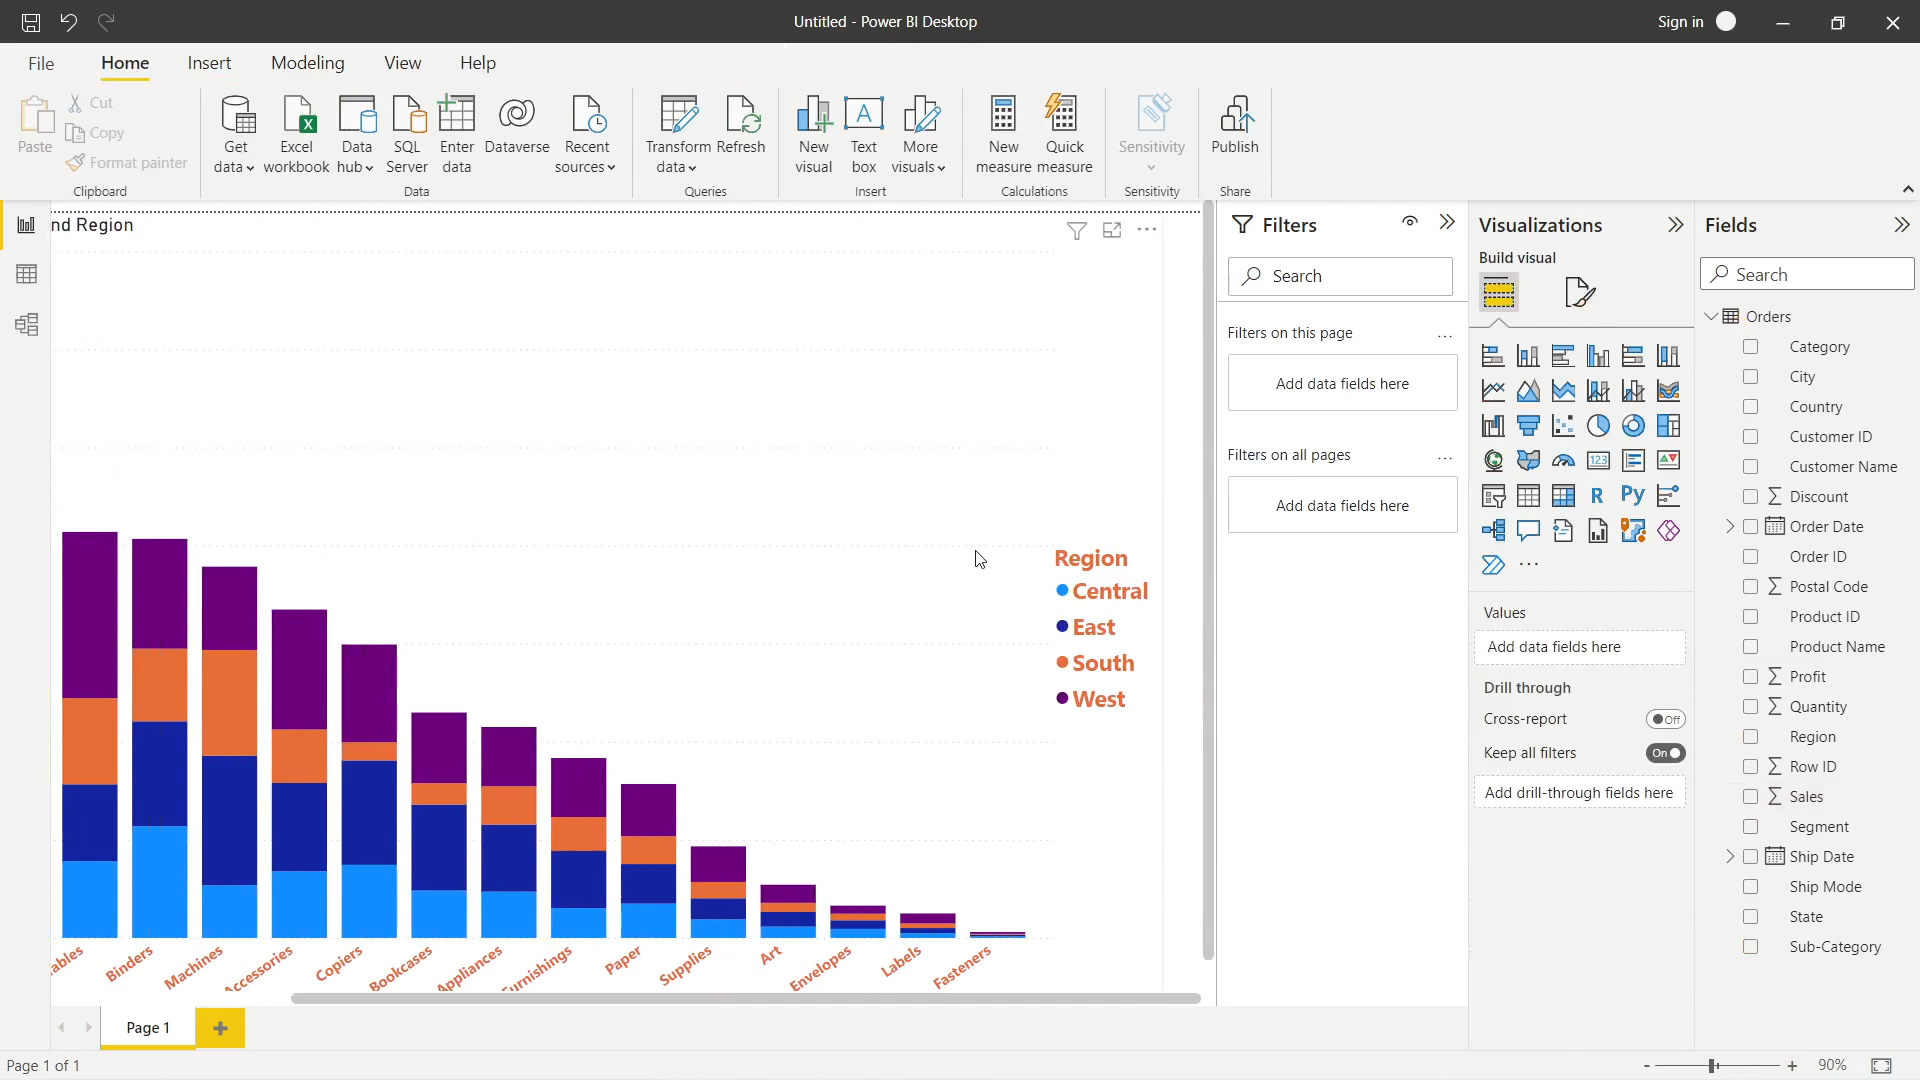 Untitled - Power BI Desktop
Sign in
File Home Insert Modeling View Help
Paste
Cut
Copy
Format painter
Clipboard
Get data
Excel workbook
Data hub
SQL Server
Enter data
Dataverse
Recent sources
Data
Transform data
Refresh
Queries
New visual
Text box
More visuals
Insert
New measure
Quick measure
Calculations
Sensitivity
Sensitivity
Publish
Share
nd Region
Region
Central
East
South
West
ables
Binders
Machines
Accessories
Copiers
Bookcases
Appliances
urnishings
Paper
Supplies
Art
Envelopes
Labels
Fasteners
Filters
Search
Filters on this page
...
Add data fields here
Filters on all pages
...
Add data fields here
Visualizations
Build visual
123
R
Py
...
Values
Add data fields here
Drill through
Cross-report
Off
Keep all filters
On
Add drill-through fields here
Fields
Search
Orders
Category
City
Country
Customer ID
Customer Name
∑ Discount
Order Date
Order ID
∑ Postal Code
Product ID
Product Name
∑ Profit
∑ Quantity
Region
∑ Row ID
∑ Sales
Segment
Ship Date
Ship Mode
State
Sub-Category
Page 1
+
Page 1 of 1
- + 90%